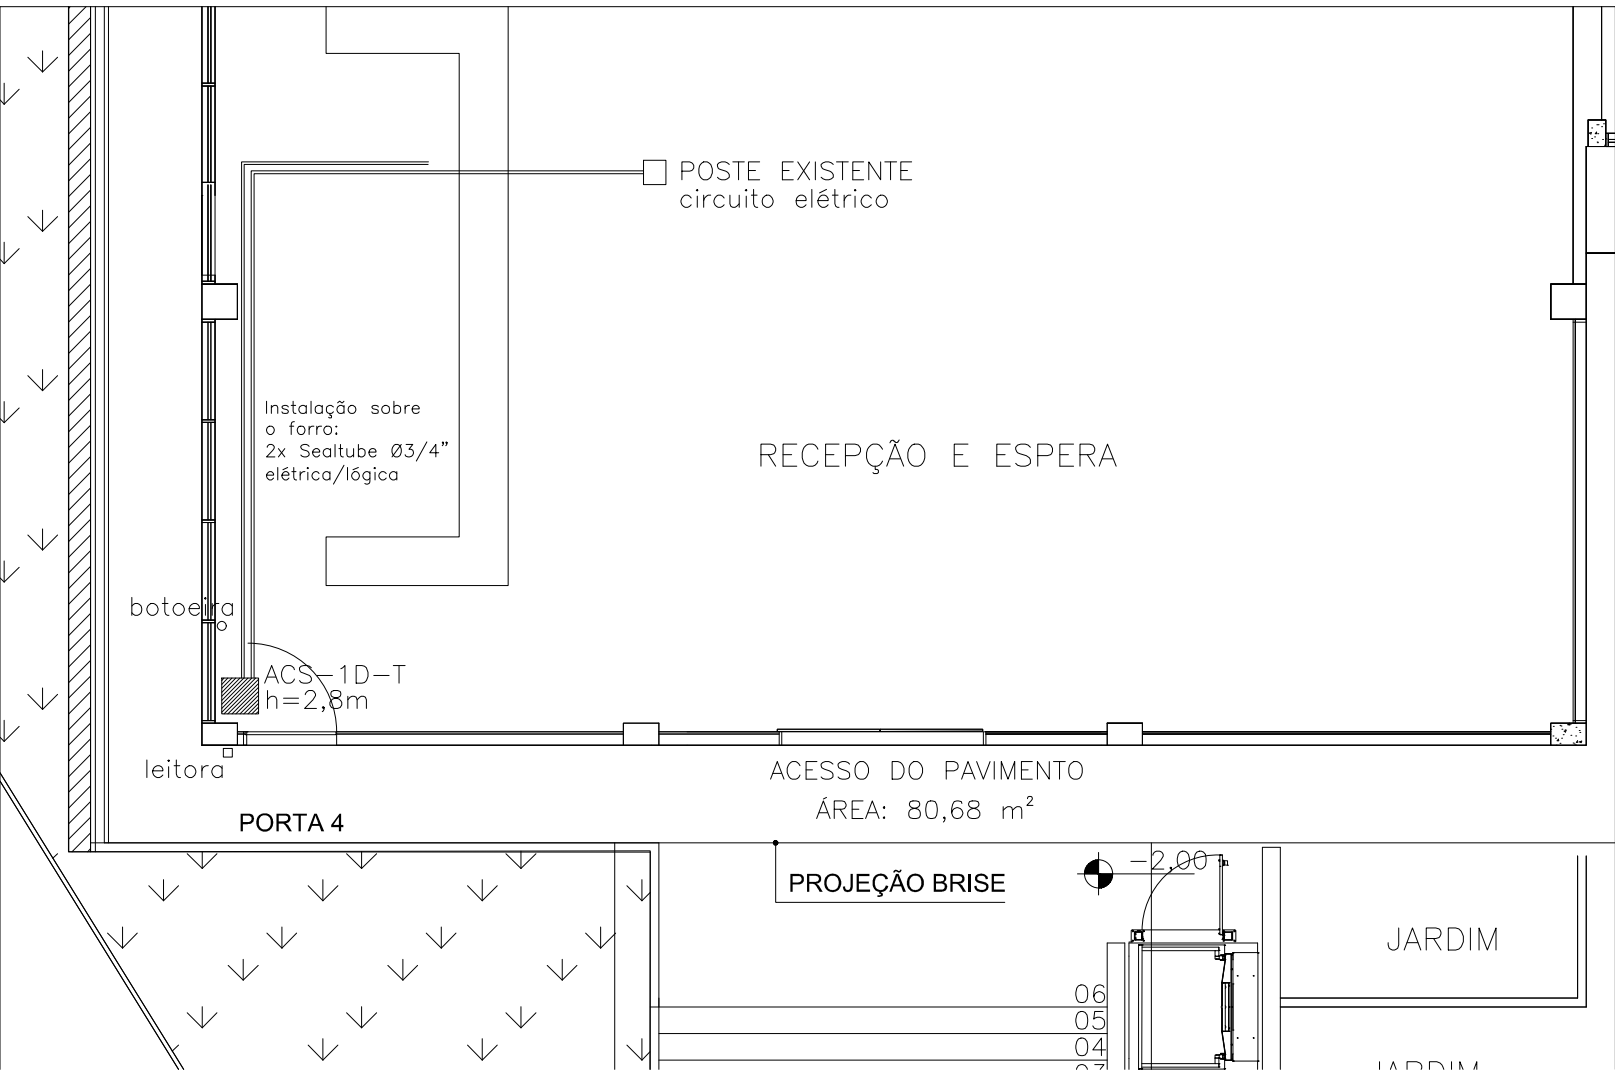 POSTE EXISTENTE
circuito elétrico
Instalação sobre
o forro:
2x Sealtube Ø3/4"
elétrica/lógica
RECEPÇÃO E ESPERA
botoeira
ACS-1D-T
h=2,8m
leitora
ACESSO DO PAVIMENTO
ÁREA: 80,68 m²
PORTA 4
PROJEÇÃO BRISE
-2,00
JARDIM
06
05
04